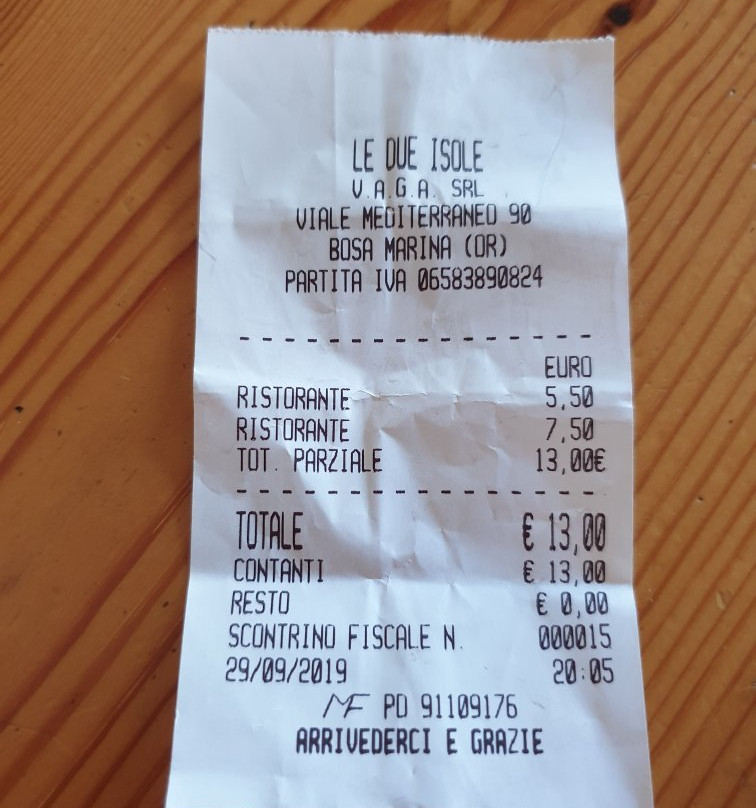 LE DUE ISOLE
V.A.G.A. SRL
VIALE MEDITERRANEO 90
BOSA MARINA (OR)
PARTITA IVA 06583890824
- - - - - - - - - - - - - - - -
EURO
RISTORANTE 5,50
RISTORANTE 7,50
TOT. PARZIALE 13,00€
- - - - - - - - - - - - - - - -
TOTALE € 13,00
CONTANTI € 13,00
RESTO € 0,00
SCONTRINO FISCALE N. 000015
29/09/2019 20:05
MF PD 91109176
ARRIVEDERCI E GRAZIE